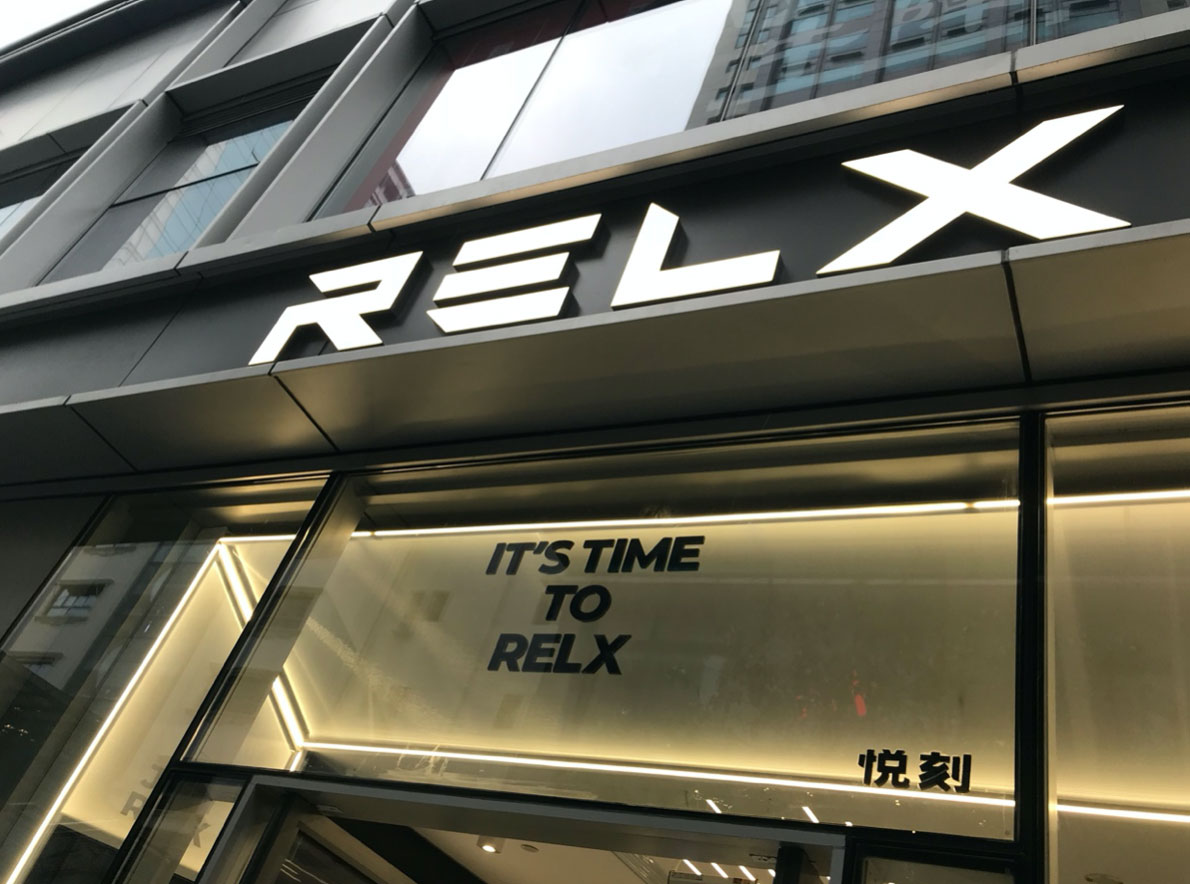 RELX
IT'S TIME
TO
RELX
悦刻